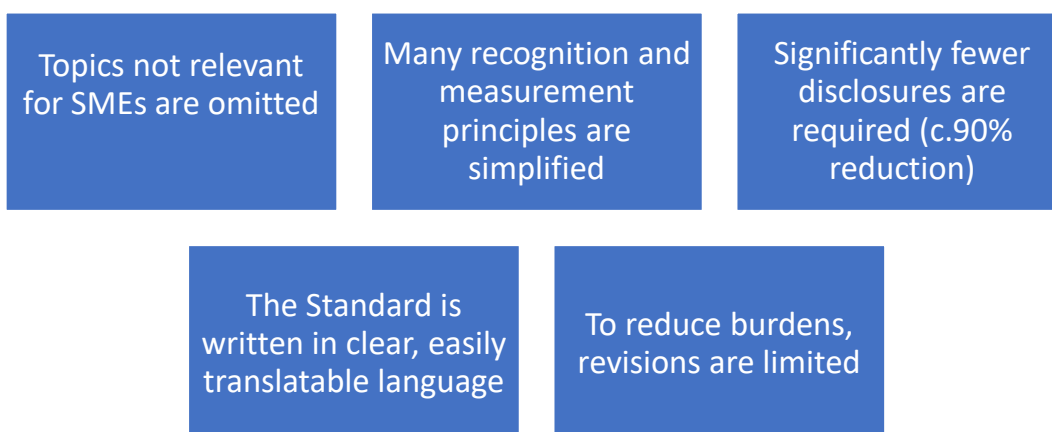 Topics not relevant
for SMEs are omitted
Many recognition and
measurement
principles are
simplified
Significantly fewer
disclosures are
required (c.90%
reduction)
The Standard is
written in clear, easily
translatable language
To reduce burdens,
revisions are limited